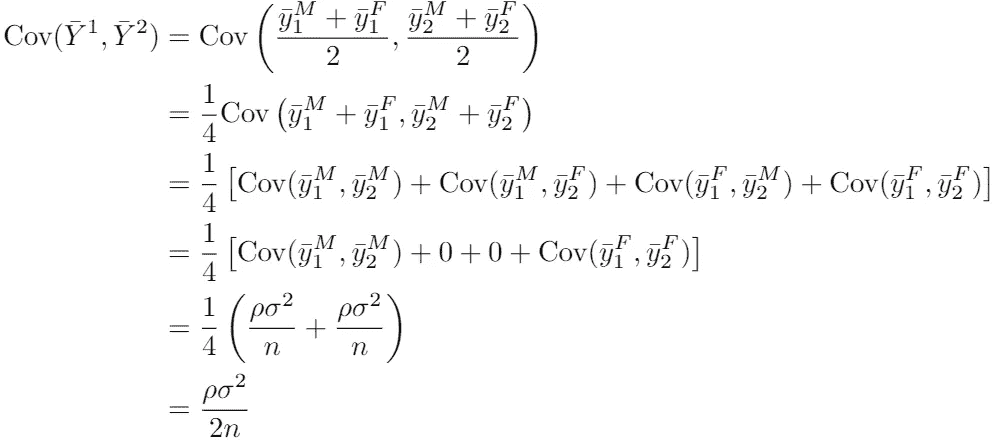 Cov(Ȳ¹, Ȳ²) = Cov( (ȳ₁ᴹ + ȳ₁ᶠ)/2 , (ȳ₂ᴹ + ȳ₂ᶠ)/2 )
= 1/4 Cov(ȳ₁ᴹ + ȳ₁ᶠ, ȳ₂ᴹ + ȳ₂ᶠ)
= 1/4 [Cov(ȳ₁ᴹ, ȳ₂ᴹ) + Cov(ȳ₁ᴹ, ȳ₂ᶠ) + Cov(ȳ₁ᶠ, ȳ₂ᴹ) + Cov(ȳ₁ᶠ, ȳ₂ᶠ)]
= 1/4 [Cov(ȳ₁ᴹ, ȳ₂ᴹ) + 0 + 0 + Cov(ȳ₁ᶠ, ȳ₂ᶠ)]
= 1/4 ( ρσ²/n + ρσ²/n )
= ρσ²/2n